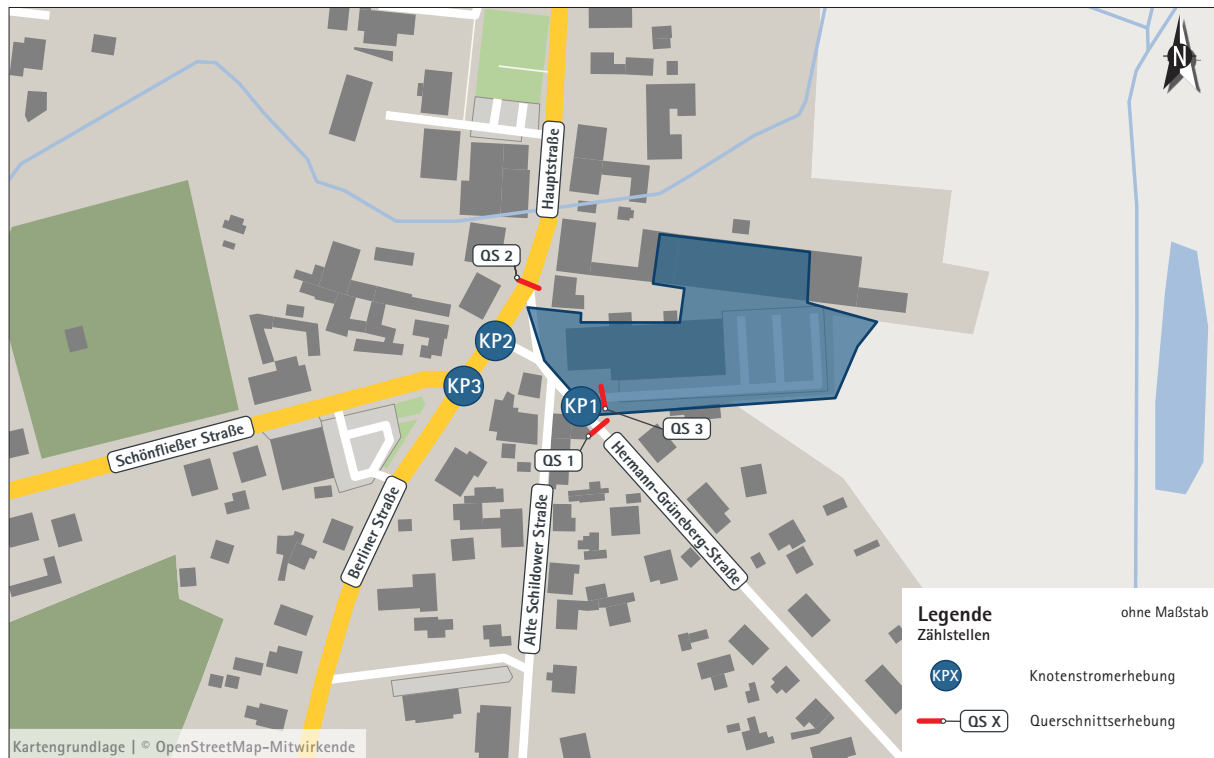 N
Hauptstraße
QS 2
KP2
KP3
KP1
QS 3
QS 1
Schönfließer Straße
Berliner Straße
Alte Schildower Straße
Hermann-Grüneberg-Straße
Legende
ohne Maßstab
Zählstellen
KPX
Knotenstromerhebung
QS X
Querschnittserhebung
Kartengrundlage | © OpenStreetMap-Mitwirkende